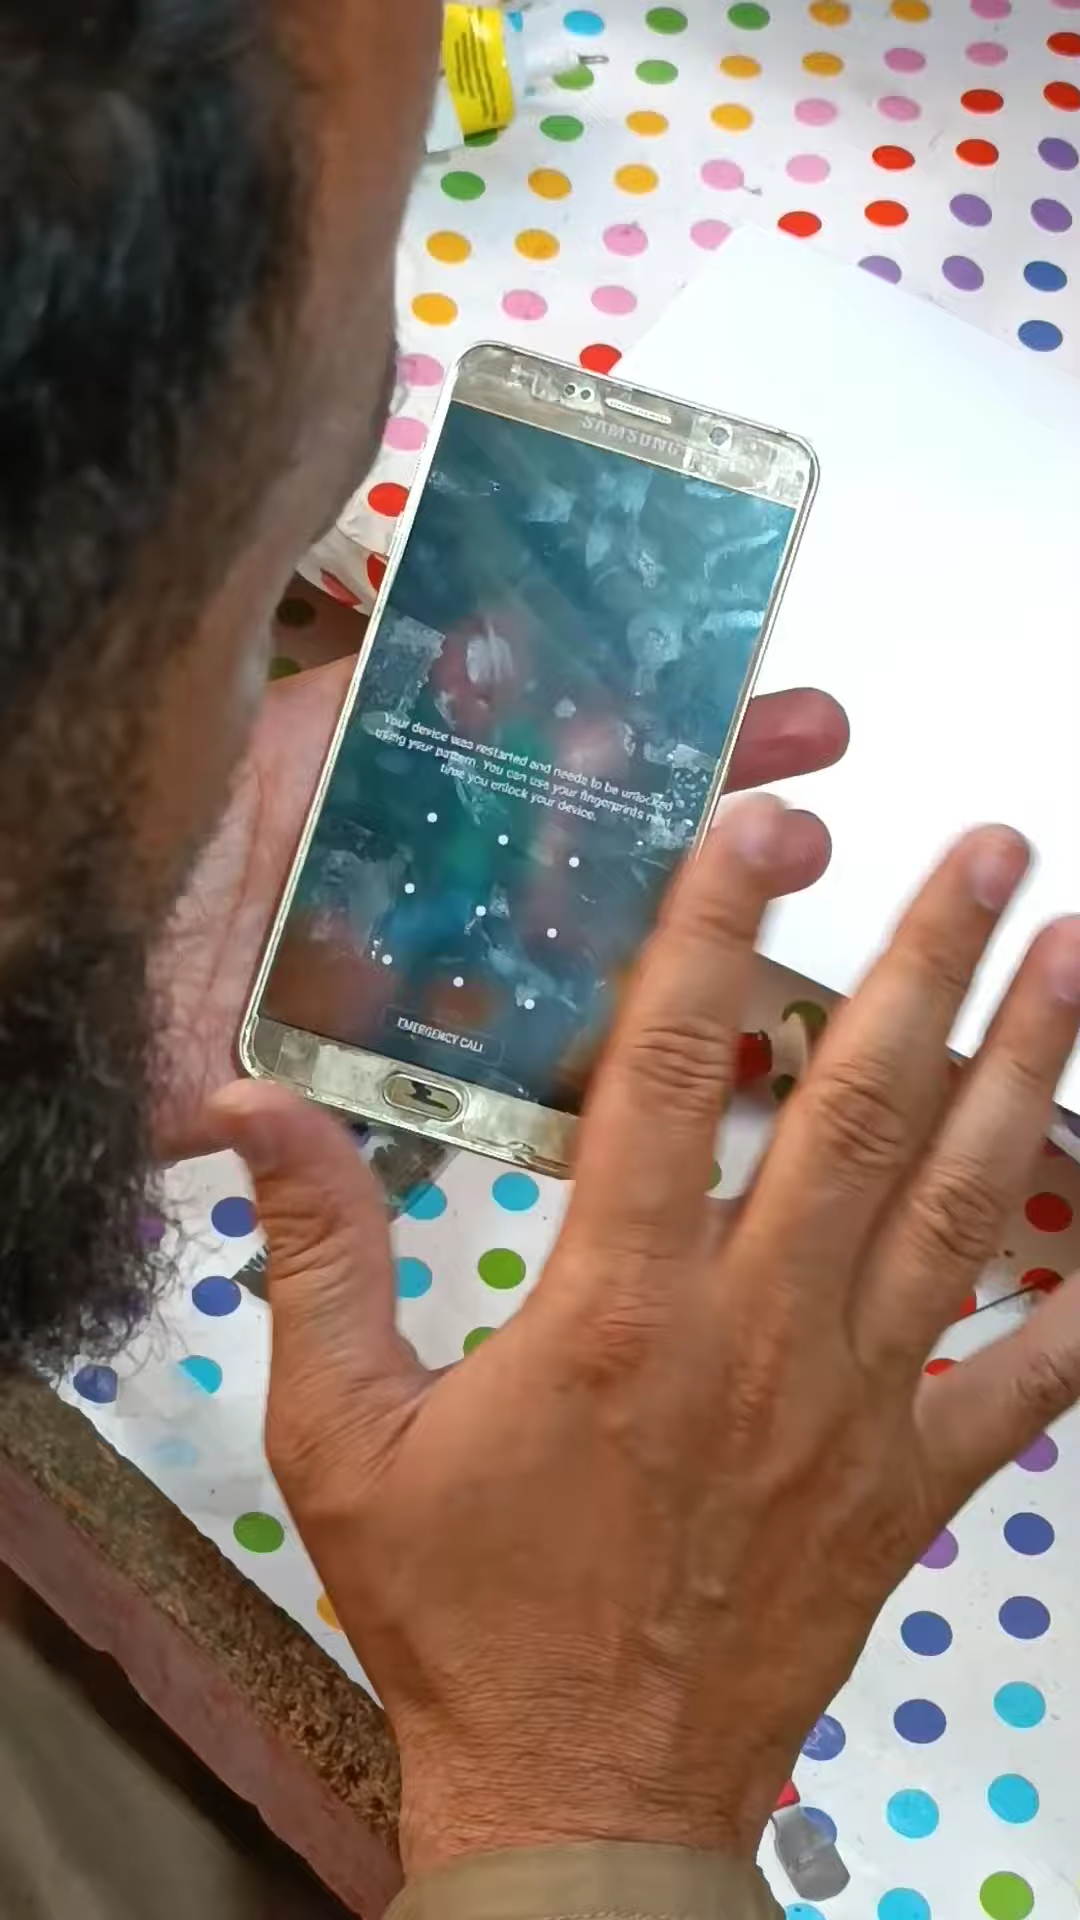 SAMSUNG
Your device was restarted and needs to be unlocked
using your pattern. You can use your fingerprints next
time you unlock your device.
EMERGENCY CALL